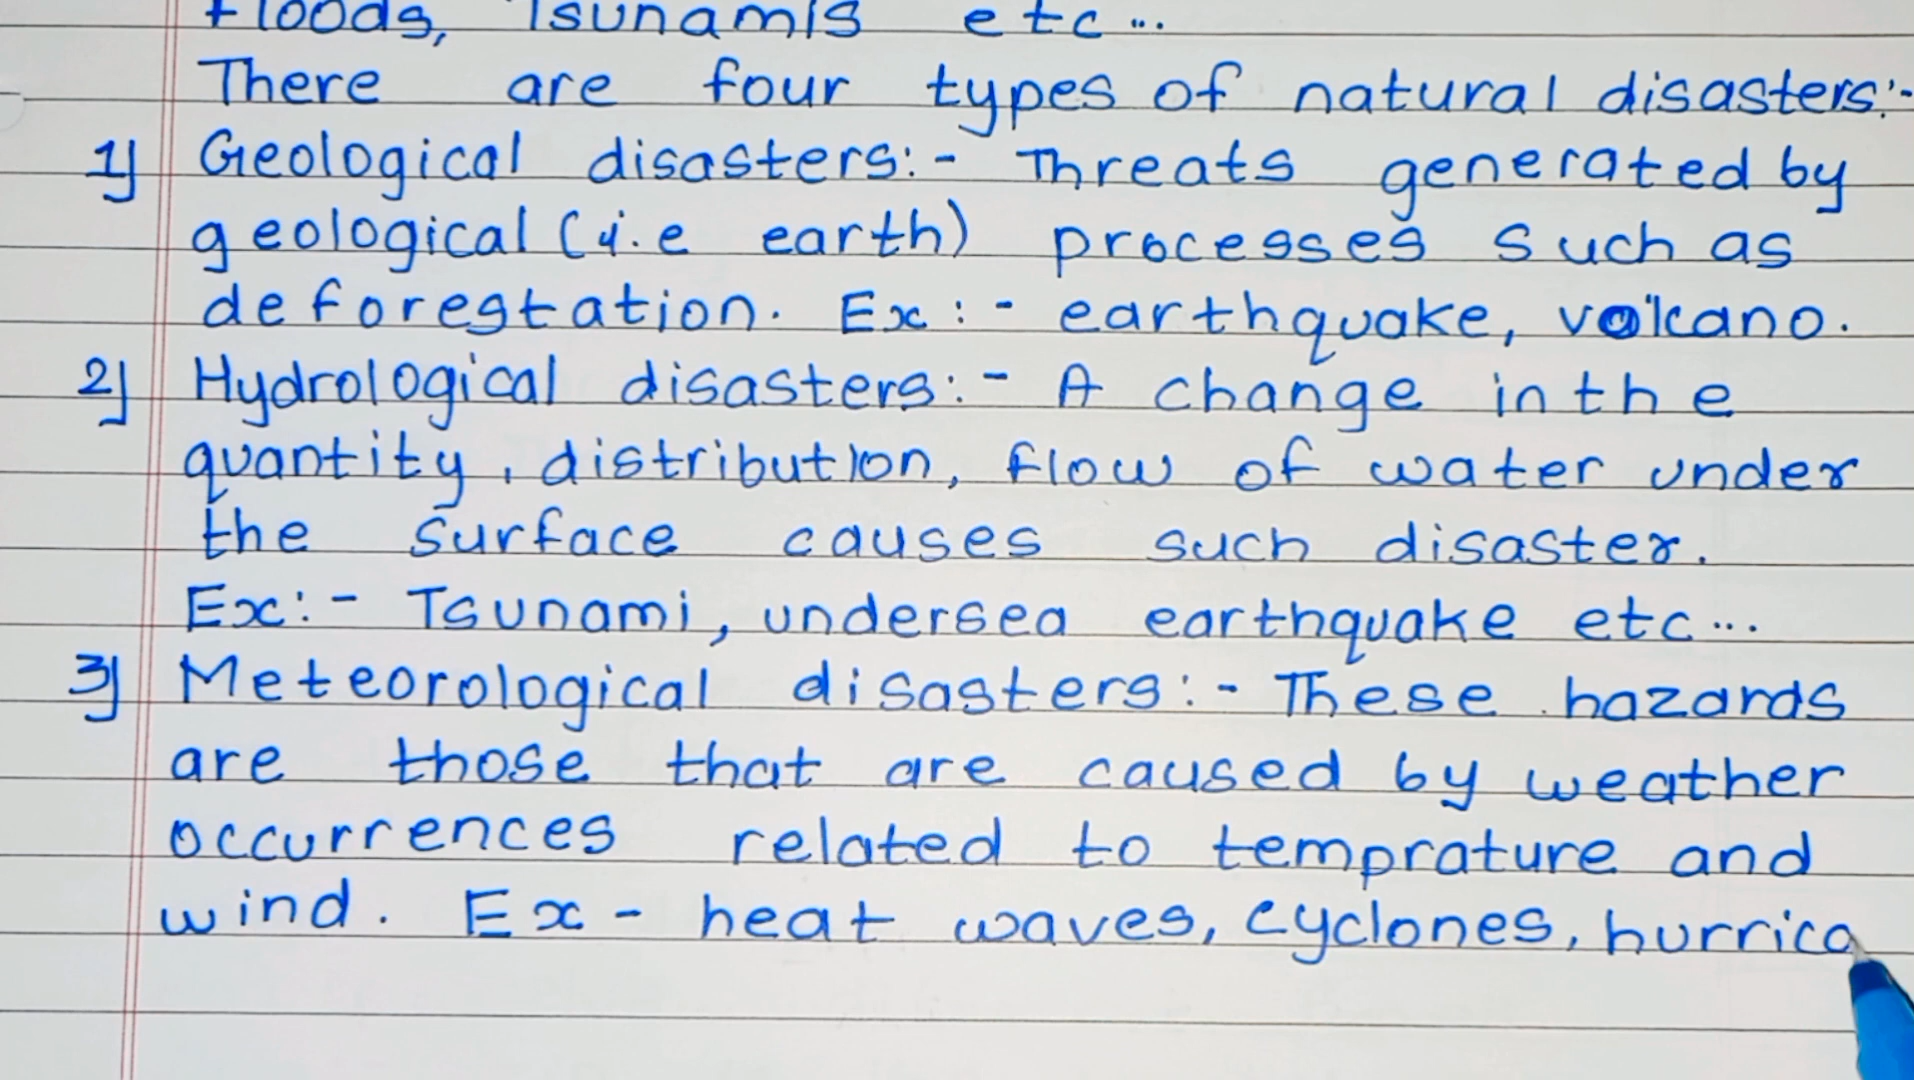 Floods, Tsunamis etc...
There are four types of natural disasters:-
1) Geological disasters:- Threats generated by
geological (i.e earth) processes such as
deforestation. Ex:- earthquake, volcano.
2) Hydrological disasters:- A change in the
quantity, distribution, flow of water under
the surface causes such disaster.
Ex:- Tsunami, undersea earthquake etc...
3) Meteorological disasters:- These hazards
are those that are caused by weather
occurrences related to temprature and
wind. Ex - heat waves, cyclones, hurrica